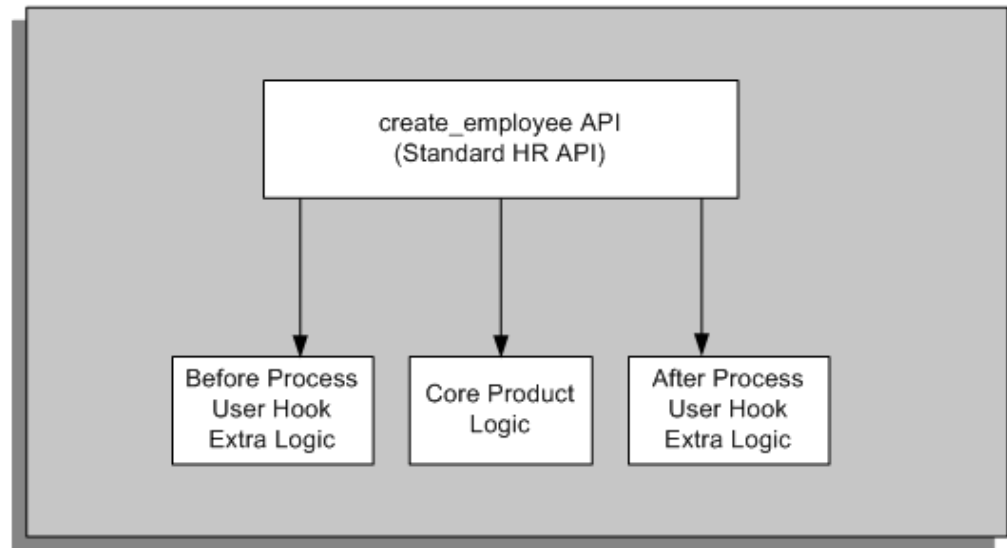 create_employee API
(Standard HR API)
Before Process
User Hook
Extra Logic
Core Product
Logic
After Process
User Hook
Extra Logic